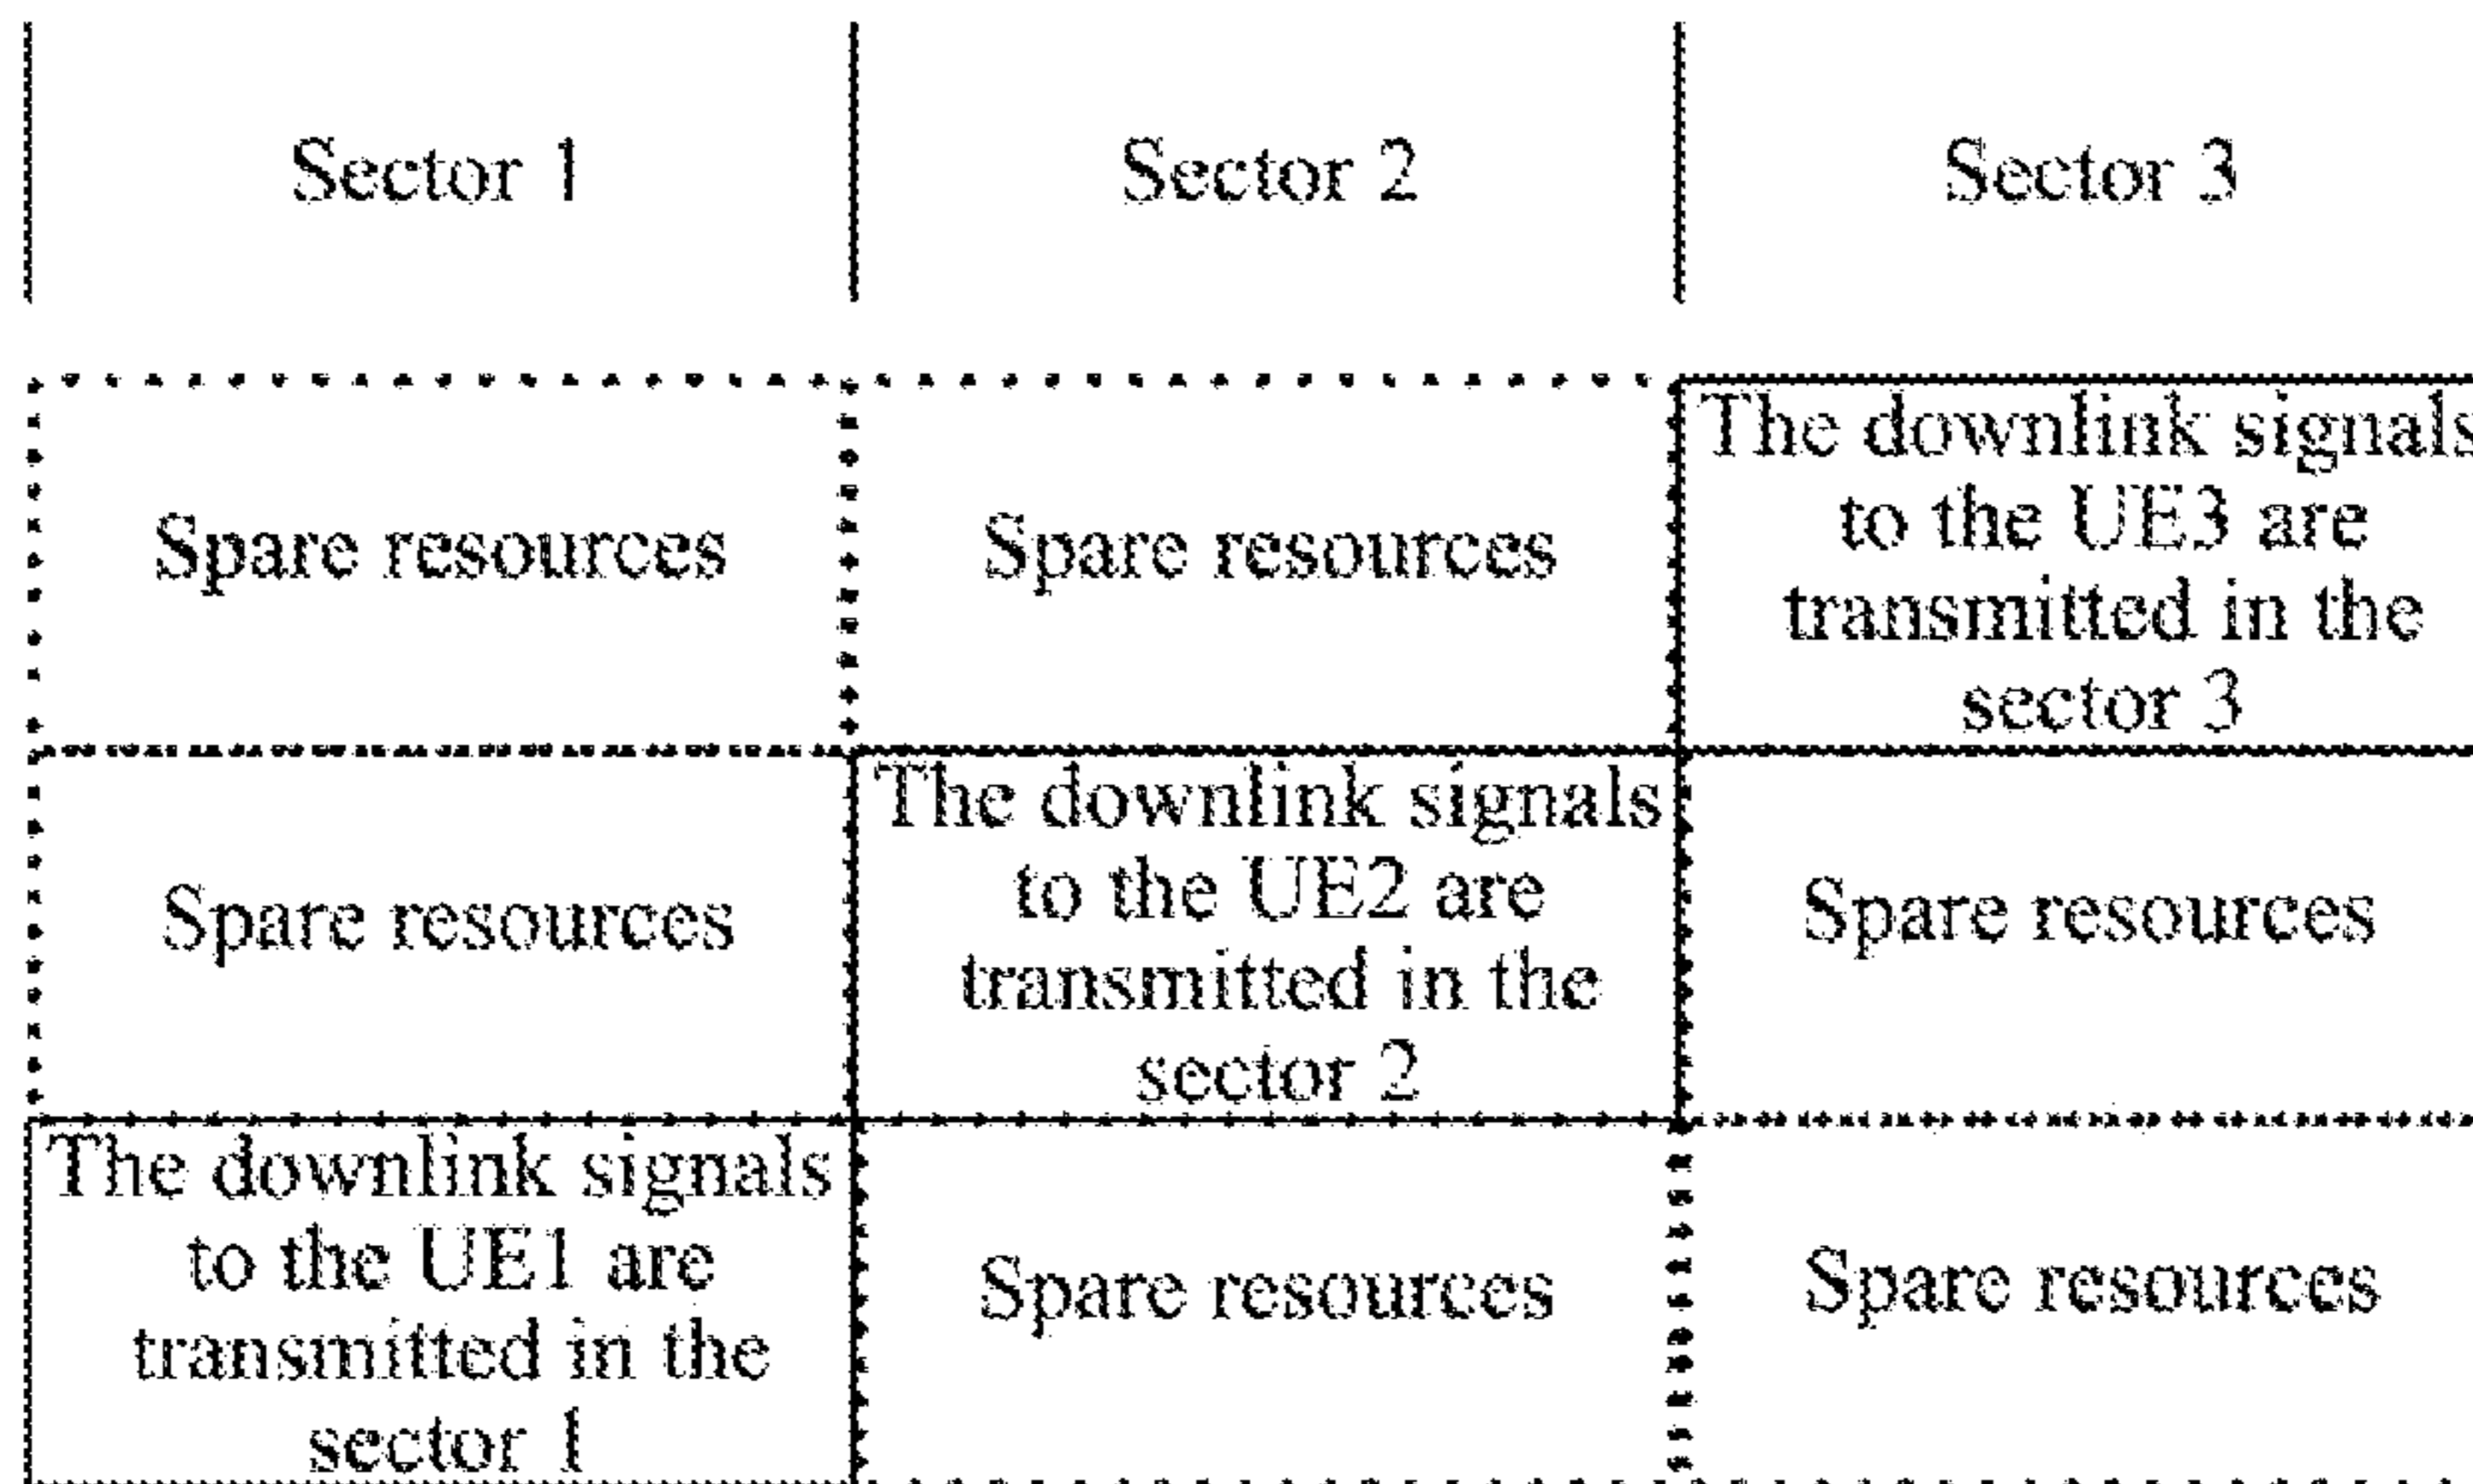 Sector 1
Sector 2
Sector 3
Spare resources
Spare resources
The downlink signals
to the UE3 are
transmitted in the
sector 3
Spare resources
The downlink signals
to the UE2 are
transmitted in the
sector 2
Spare resources
The downlink signals
to the UE1 are
transmitted in the
sector 1
Spare resources
Spare resources